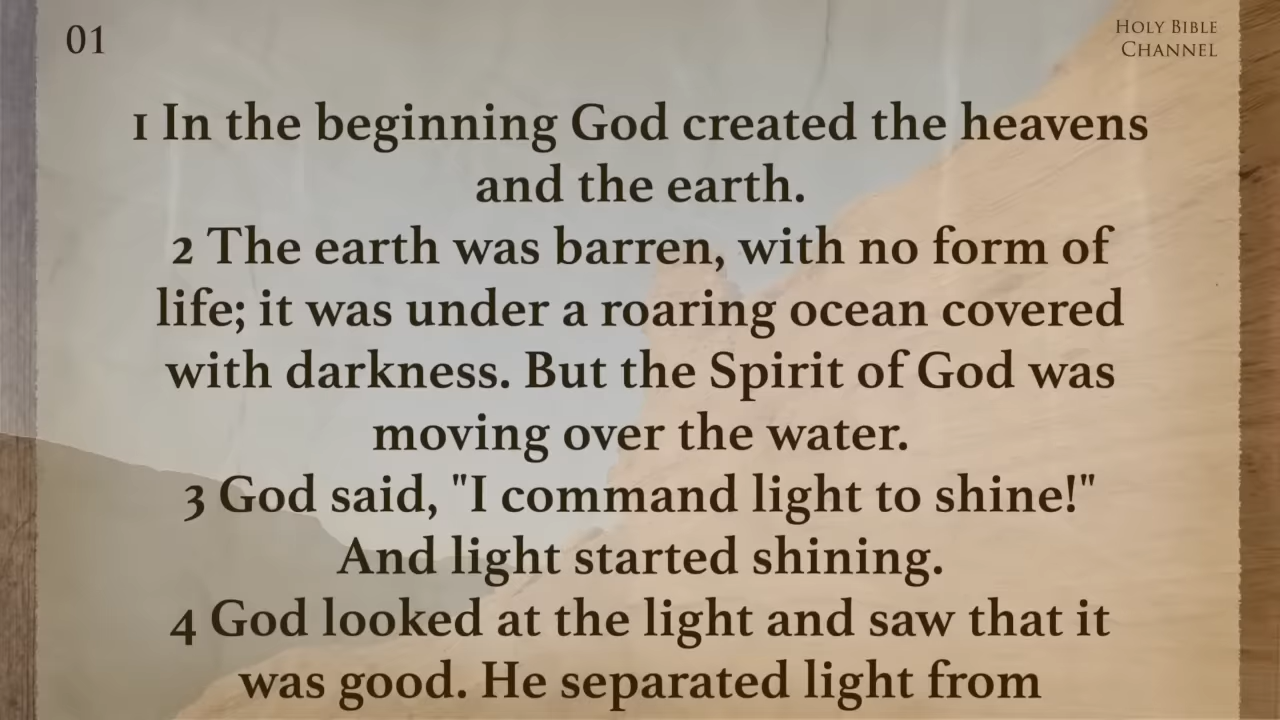 01
HOLY BIBLE
CHANNEL
1 In the beginning God created the heavens
and the earth.
2 The earth was barren, with no form of
life; it was under a roaring ocean covered
with darkness. But the Spirit of God was
moving over the water.
3 God said, "I command light to shine!"
And light started shining.
4 God looked at the light and saw that it
was good. He separated light from